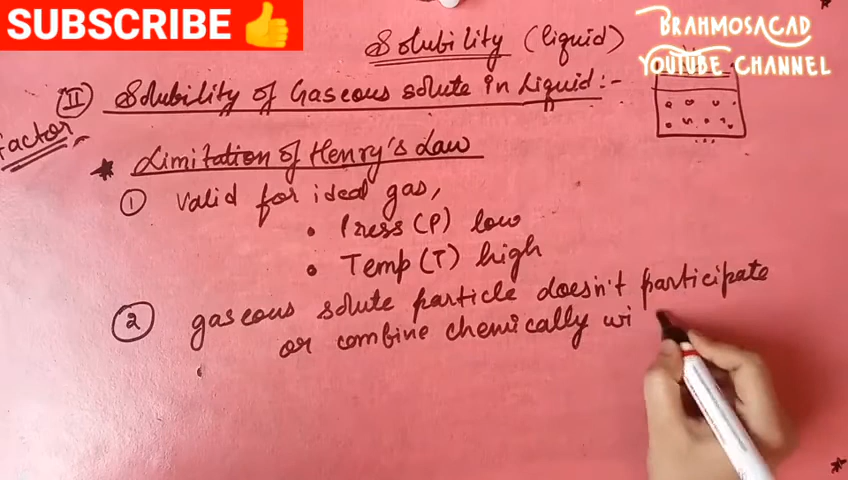 SUBSCRIBE
BRAHMOSACAD
YOUTUBE CHANNEL
Solubility (liquid)
II Solubility of Gaseous solute in Liquid:-
Factor
Limitation of Henry's Law
1 Valid for ideal gas,
• Press (P) low
• Temp (T) high
2 gaseous solute particle doesn't participate
or combine chemically wi